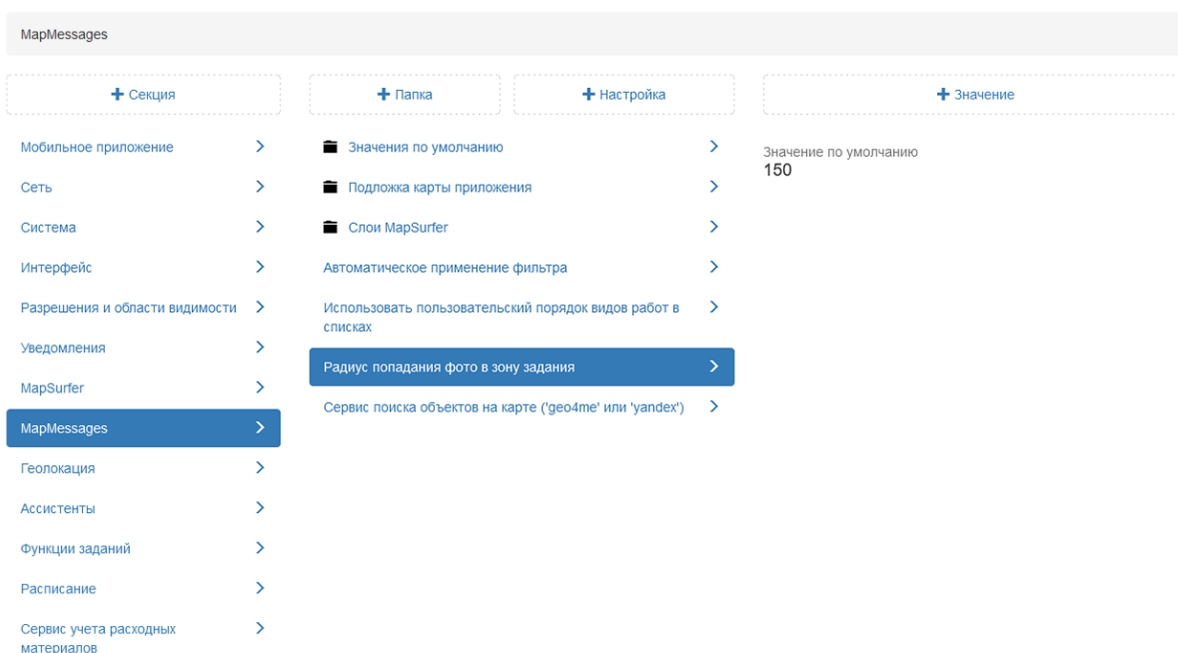 MapMessages
+ Секция
+ Папка
+ Настройка
+ Значение
Мобильное приложение
Сеть
Система
Интерфейс
Разрешения и области видимости
Уведомления
MapSurfer
MapMessages
Геолокация
Ассистенты
Функции заданий
Расписание
Сервис учета расходных
материалов
Значения по умолчанию
Подложка карты приложения
Слои MapSurfer
Автоматическое применение фильтра
Использовать пользовательский порядок видов работ в
списках
Радиус попадания фото в зону задания
Сервис поиска объектов на карте ('geo4me' или 'yandex')
Значение по умолчанию
150